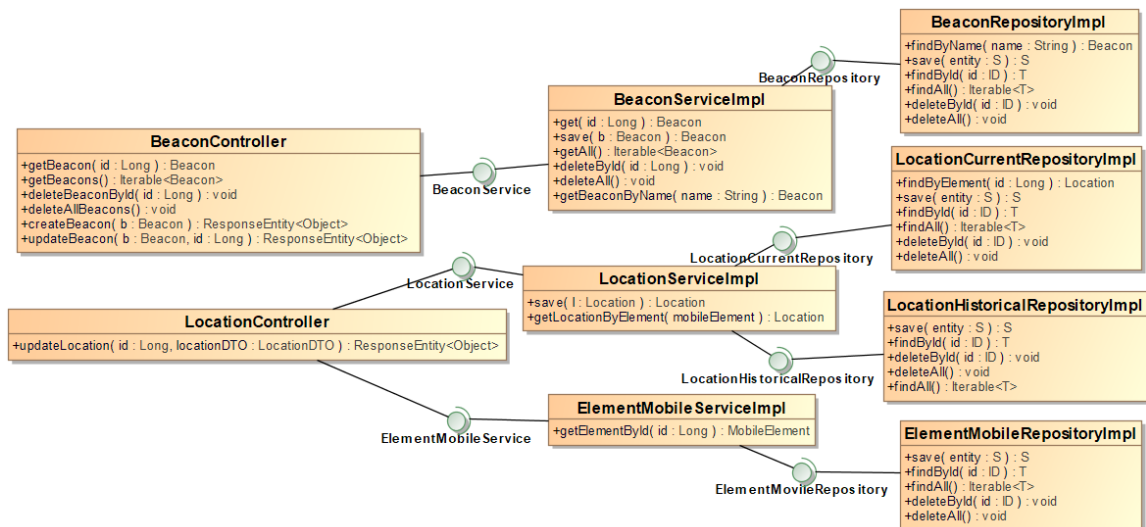 BeaconRepositoryImpl
+findByName( name : String ) : Beacon
+save( entity : S ) : S
+findById( id : ID ) : T
+findAll() : Iterable<T>
+deleteById( id : ID ) : void
+deleteAll() : void
BeaconRepository
BeaconServiceImpl
+get( id : Long ) : Beacon
+save( b : Beacon ) : Beacon
+getAll() : Iterable<Beacon>
+deleteById( id : Long ) : void
+deleteAll() : void
+getBeaconByName( name : String ) : Beacon
BeaconController
+getBeacon( id : Long ) : Beacon
+getBeacons() : Iterable<Beacon>
+deleteBeaconById( id : Long ) : void
+deleteAllBeacons() : void
+createBeacon( b : Beacon ) : ResponseEntity<Object>
+updateBeacon( b : Beacon, id : Long ) : ResponseEntity<Object>
BeaconService
LocationCurrentRepositoryImpl
+findByElement( id : Long ) : Location
+save( entity : S ) : S
+findById( id : ID ) : T
+findAll() : Iterable<T>
+deleteById( id : ID ) : void
+deleteAll() : void
LocationCurrentRepository
LocationService
LocationServiceImpl
+save( l : Location ) : Location
+getLocationByElement( mobileElement ) : Location
LocationController
+updateLocation( id : Long, locationDTO : LocationDTO ) : ResponseEntity<Object>
LocationHistoricalRepositoryImpl
+save( entity : S ) : S
+findById( id : ID ) : T
+deleteById( id : ID ) : void
+deleteAll() : void
+findAll() : Iterable<T>
LocationHistoricalRepository
ElementMobileServiceImpl
+getElementById( id : Long ) : MobileElement
ElementMobileService
ElementMobileRepositoryImpl
+save( entity : S ) : S
+findById( id : ID ) : T
+findAll() : Iterable<T>
+deleteById( id : ID ) : void
+deleteAll() : void
ElementMovileRepository